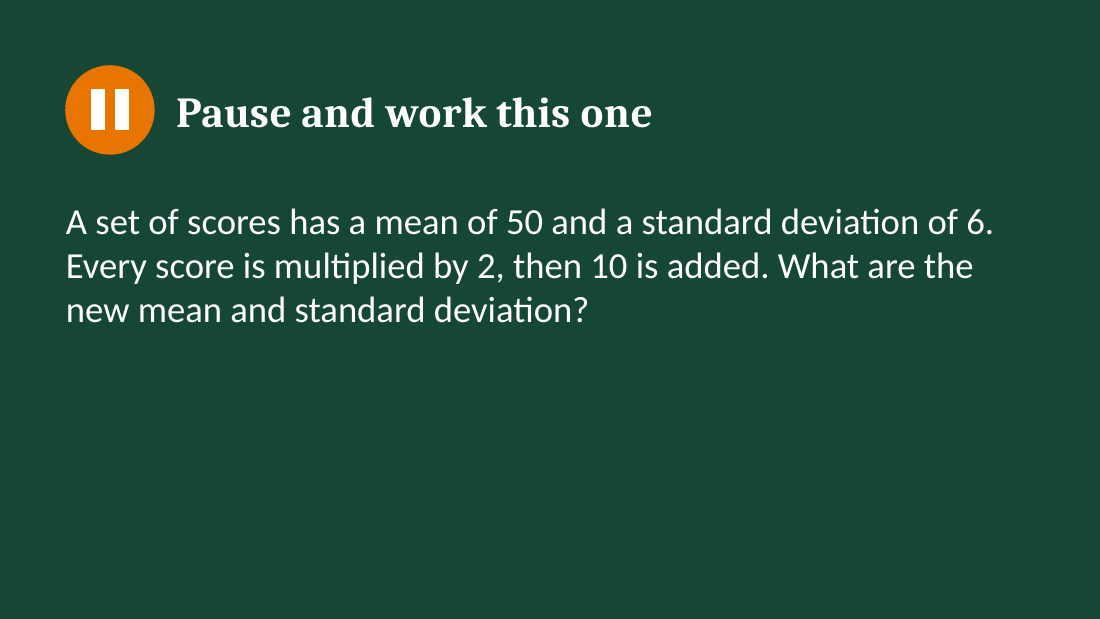 Pause and work this one
A set of scores has a mean of 50 and a standard deviation of 6.
Every score is multiplied by 2, then 10 is added. What are the
new mean and standard deviation?